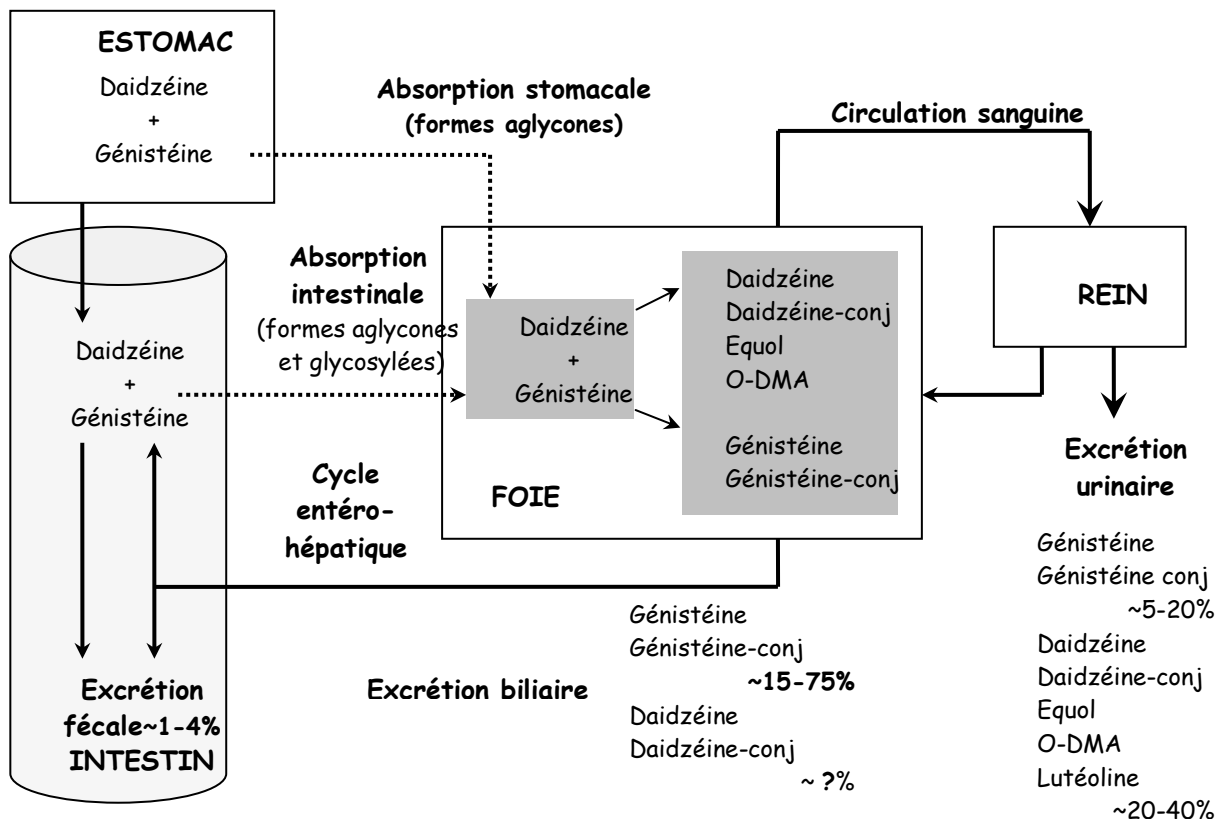 ESTOMAC
Daidzéine
+
Génistéine
Absorption stomacale
(formes aglycones)
Circulation sanguine
Absorption
intestinale
(formes aglycones
et glycosylées)
Daidzéine
+
Génistéine
Daidzéine
+
Génistéine
FOIE
Daidzéine
Daidzéine-conj
Equol
O-DMA
Génistéine
Génistéine-conj
REIN
Cycle
entéro-
hépatique
Excrétion
fécale~1-4%
INTESTIN
Excrétion biliaire
Génistéine
Génistéine-conj
~15-75%
Daidzéine
Daidzéine-conj
~ ?%
Excrétion
urinaire
Génistéine
Génistéine conj
~5-20%
Daidzéine
Daidzéine-conj
Equol
O-DMA
Lutéoline
~20-40%